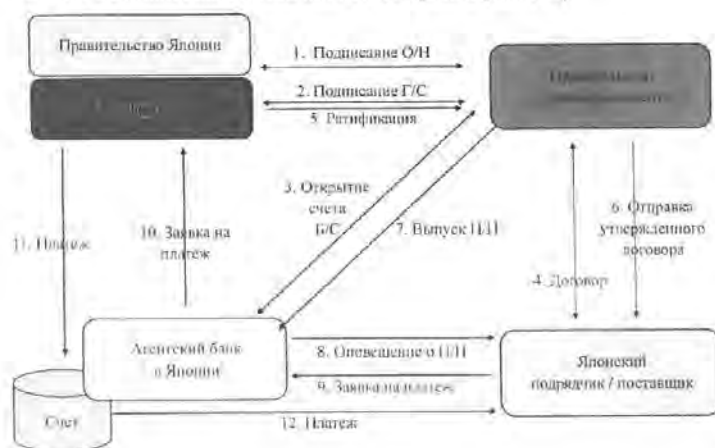 Правительство Японии
1. Подписание О/Н
2. Подписание Г/С
5. Ратификация
3. Открытие
счета
Б/С
7. Выпуск П/П
6. Отправка
утвержденного
договора
4. Договор
11. Платеж
10. Заявка на
платеж
Агентский банк
в Японии
8. Оповещение о П/П
9. Заявка на платеж
Японский
подрядчик / поставщик
Счет
12. Платеж